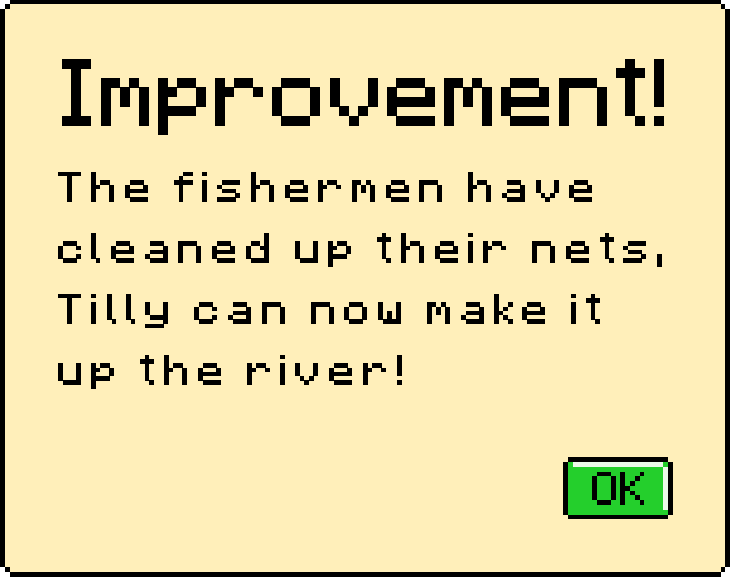 Improvement!
The fishermen have
cleaned up their nets,
Tilly can now make it
up the river!
OK